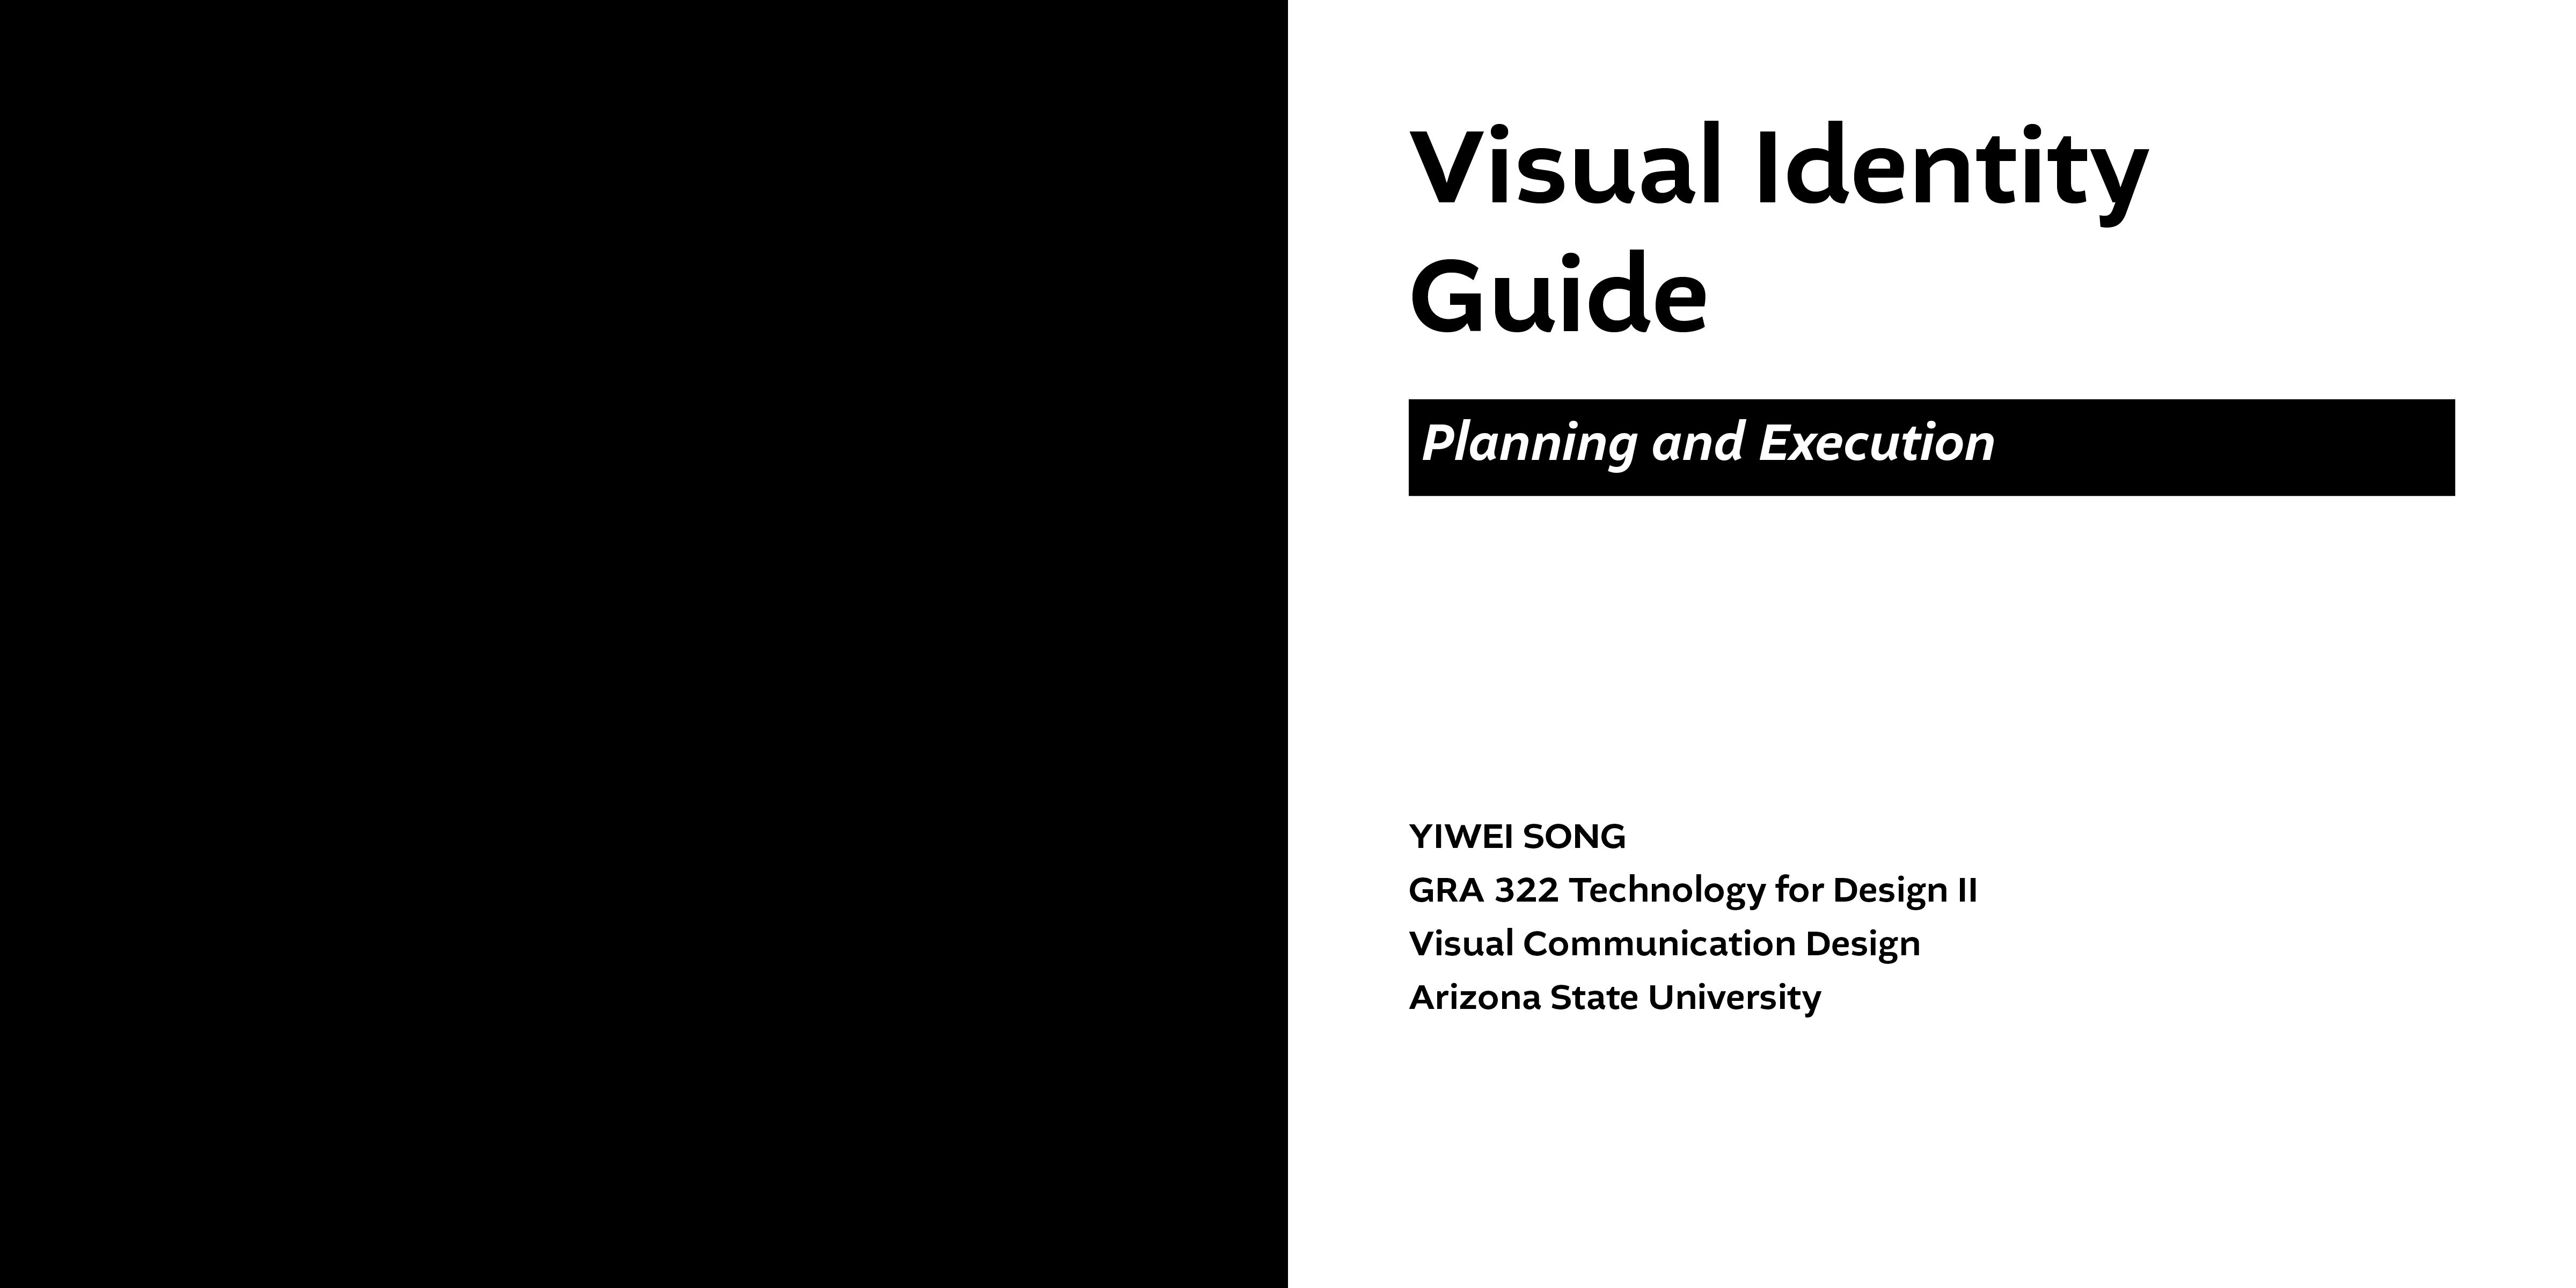 Visual Identity
Guide
Planning and Execution
YIWEI SONG
GRA 322 Technology for Design II
Visual Communication Design
Arizona State University